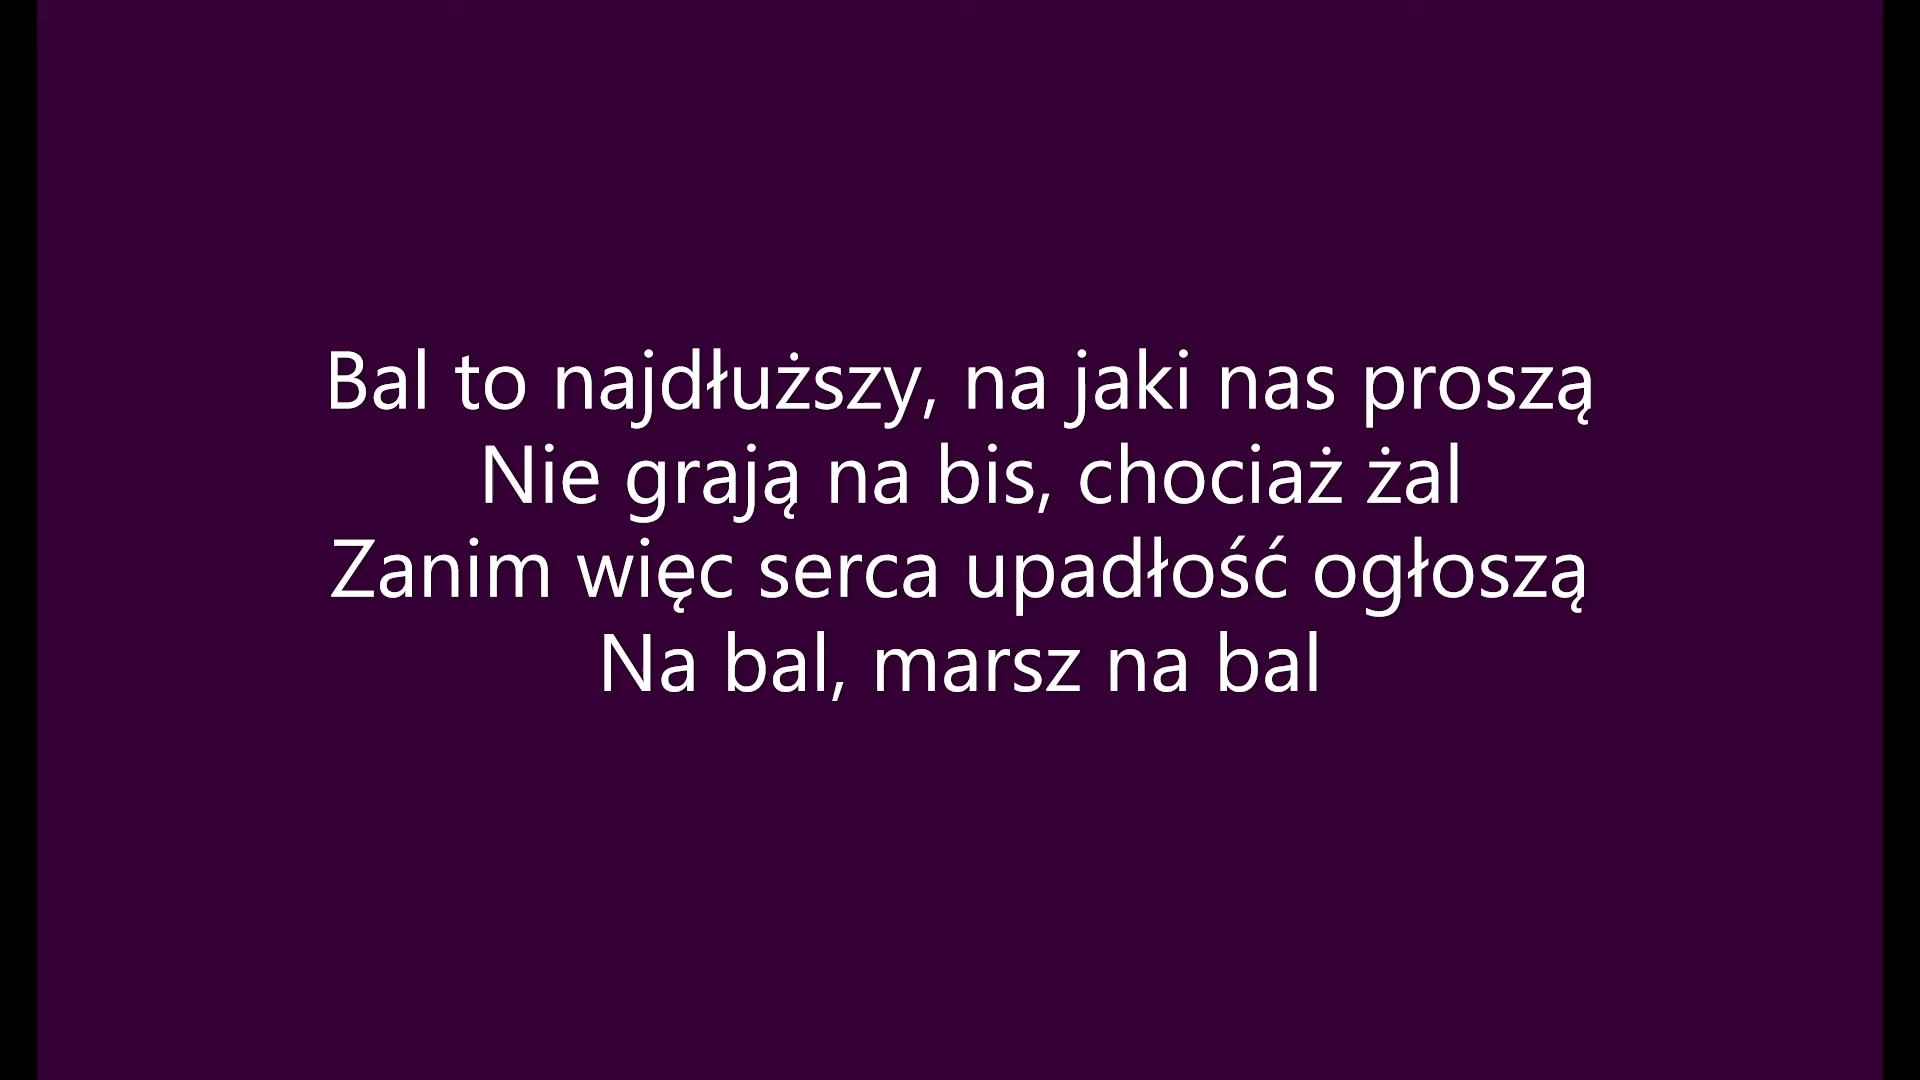 Bal to najdłuższy, na jaki nas proszą
Nie grają na bis, chociaż żal
Zanim więc serca upadłość ogłoszą
Na bal, marsz na bal